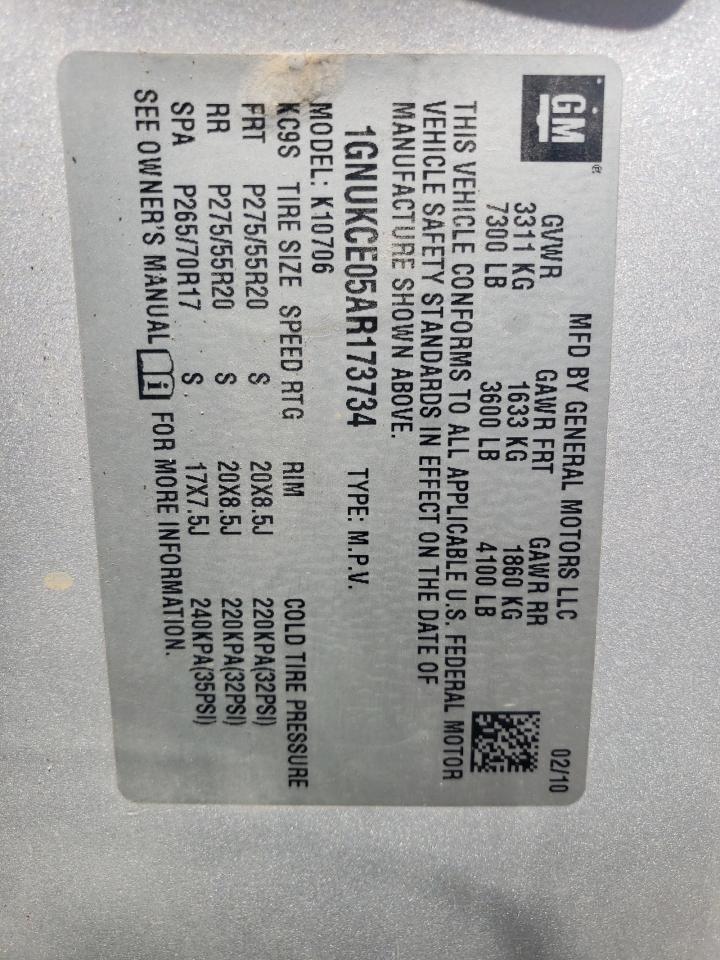 GM®
MFD BY GENERAL MOTORS LLC 02/10
GVWR GAWR FRT GAWR RR
3311 KG 1633 KG 1860 KG
7300 LB 3600 LB 4100 LB
THIS VEHICLE CONFORMS TO ALL APPLICABLE U.S. FEDERAL MOTOR
VEHICLE SAFETY STANDARDS IN EFFECT ON THE DATE OF
MANUFACTURE SHOWN ABOVE.
1GNUKCE05AR173734 TYPE: M.P.V.
MODEL: K10706
KC9S TIRE SIZE SPEED RTG RIM COLD TIRE PRESSURE
FRT P275/55R20 S 20X8.5J 220KPA(32PSI)
RR P275/55R20 S 20X8.5J 220KPA(32PSI)
SPA P265/70R17 S 17X7.5J 240KPA(35PSI)
SEE OWNER'S MANUAL i FOR MORE INFORMATION.